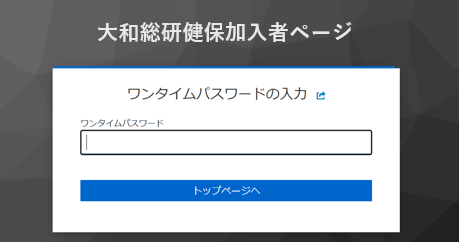 大和総研健保加入者ページ
ワンタイムパスワードの入力
ワンタイムパスワード
トップページへ